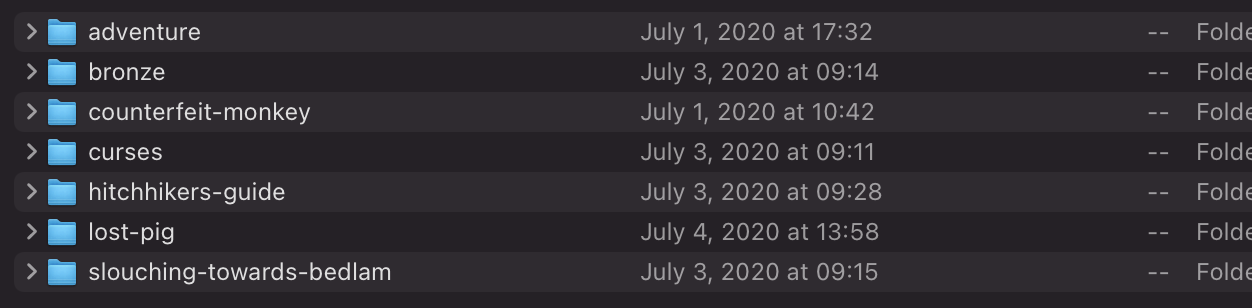 adventure July 1, 2020 at 17:32 -- Folde
bronze July 3, 2020 at 09:14 -- Folde
counterfeit-monkey July 1, 2020 at 10:42 -- Folde
curses July 3, 2020 at 09:11 -- Folde
hitchhikers-guide July 3, 2020 at 09:28 -- Folde
lost-pig July 4, 2020 at 13:58 -- Folde
slouching-towards-bedlam July 3, 2020 at 09:15 -- Folde